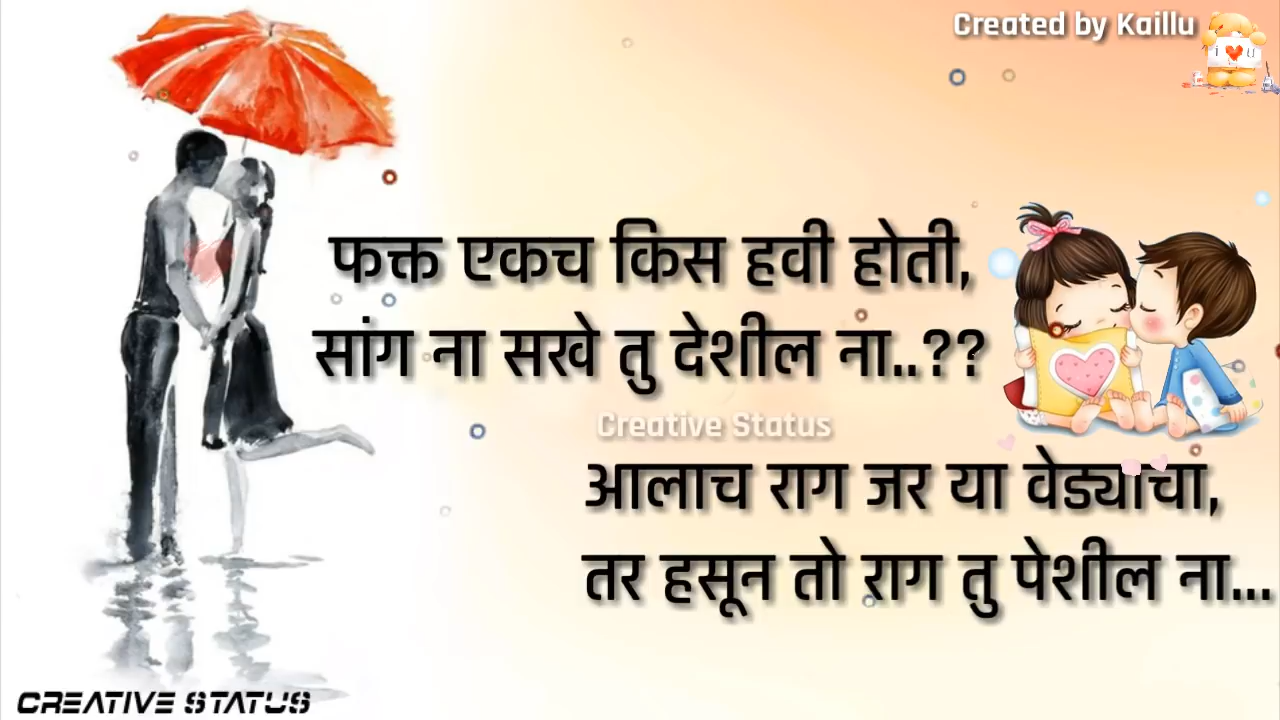 Created by Kaillu
i U
फक्त एकच किस हवी होती,
सांग ना सखे तु देशील ना..??
Creative Status
आलाच राग जर या वेड्याचा,
तर हसून तो राग तु पेशील ना...
CREATIVE STATUS